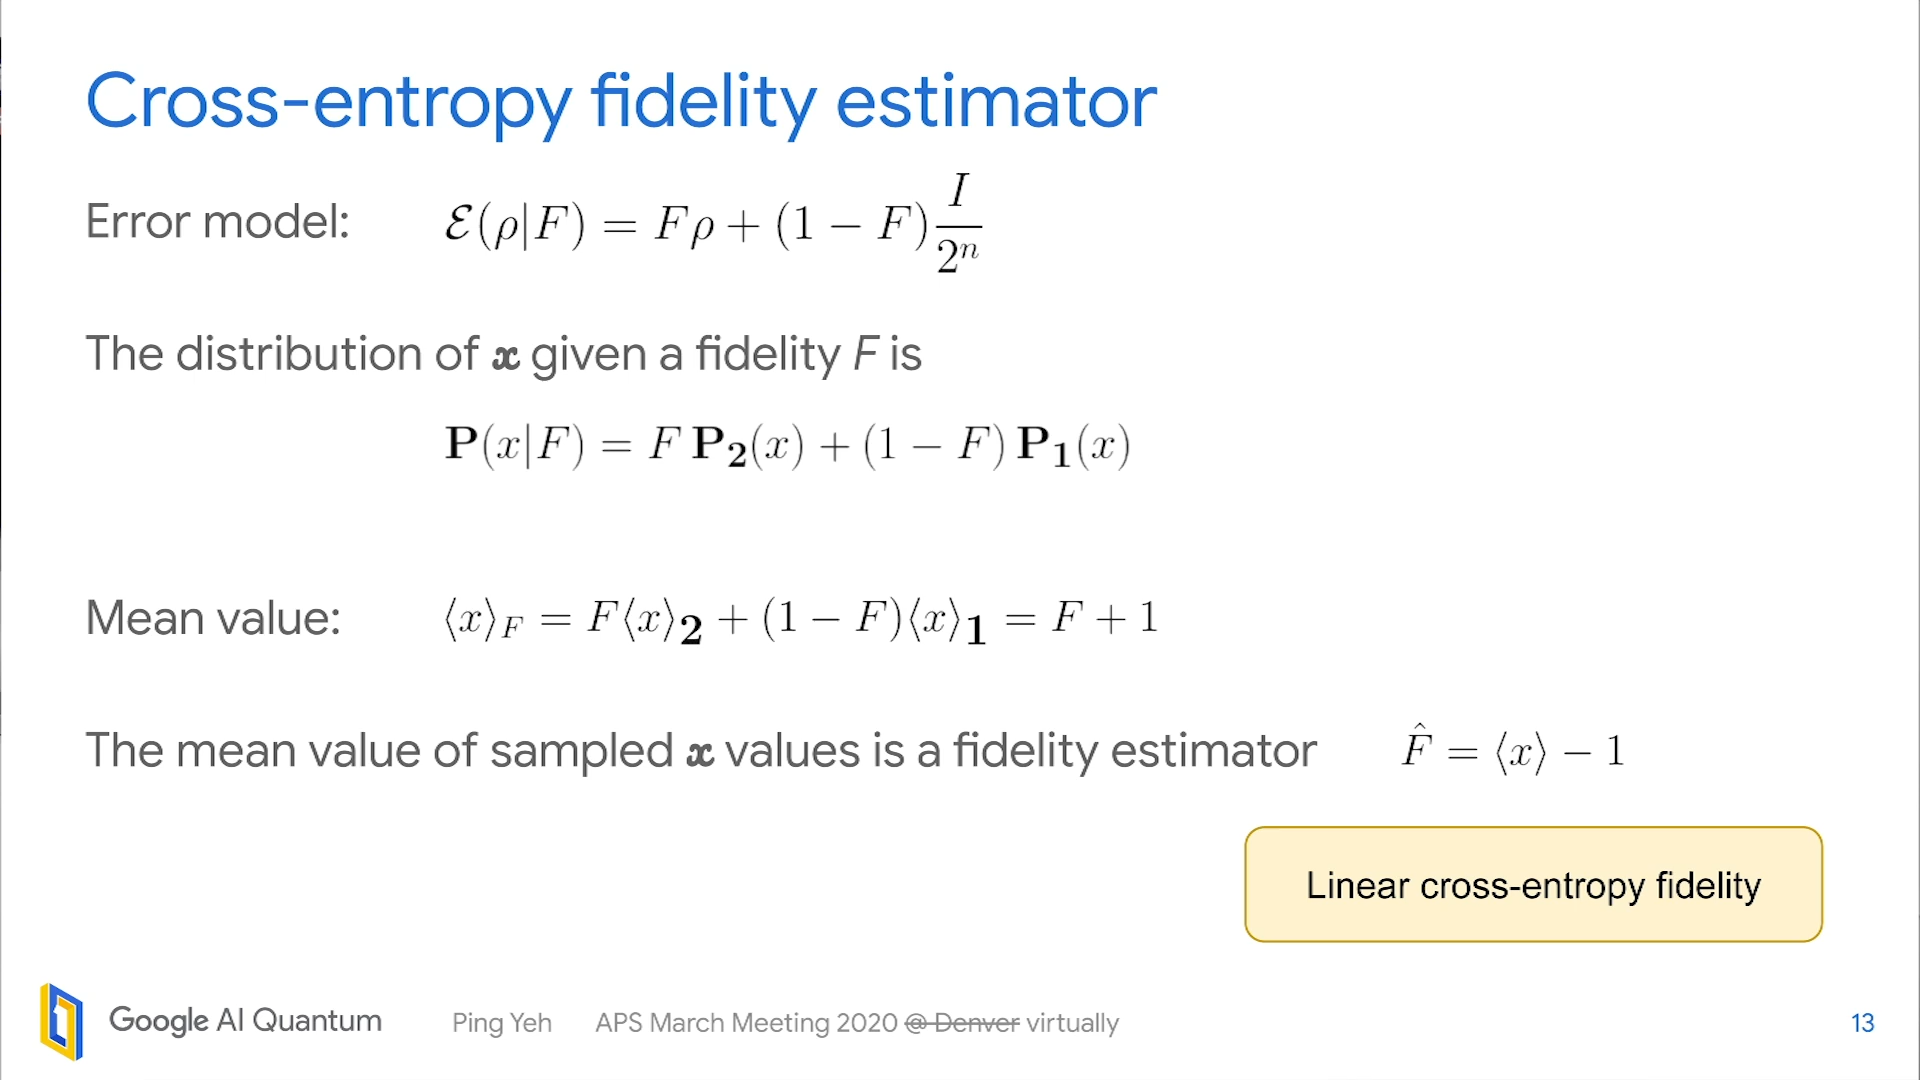 Cross-entropy fidelity estimator
Error model: ℰ(ρ|F) = Fρ + (1 − F) I/2ⁿ
The distribution of x given a fidelity F is
P(x|F) = F P₂(x) + (1 − F) P₁(x)
Mean value: ⟨x⟩_F = F⟨x⟩₂ + (1 − F)⟨x⟩₁ = F + 1
The mean value of sampled x values is a fidelity estimator F̂ = ⟨x⟩ − 1
Linear cross-entropy fidelity
Google AI Quantum Ping Yeh APS March Meeting 2020 @ Denver virtually 13